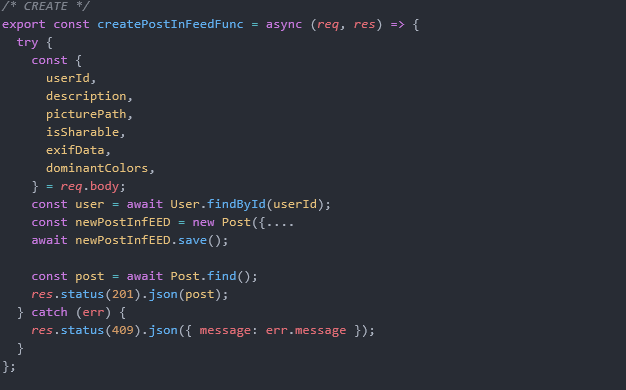 /* CREATE */
export const createPostInFeedFunc = async (req, res) => {
  try {
    const {
      userId,
      description,
      picturePath,
      isSharable,
      exifData,
      dominantColors,
    } = req.body;
    const user = await User.findById(userId);
    const newPostInfEED = new Post({....
    await newPostInfEED.save();

    const post = await Post.find();
    res.status(201).json(post);
  } catch (err) {
    res.status(409).json({ message: err.message });
  }
};